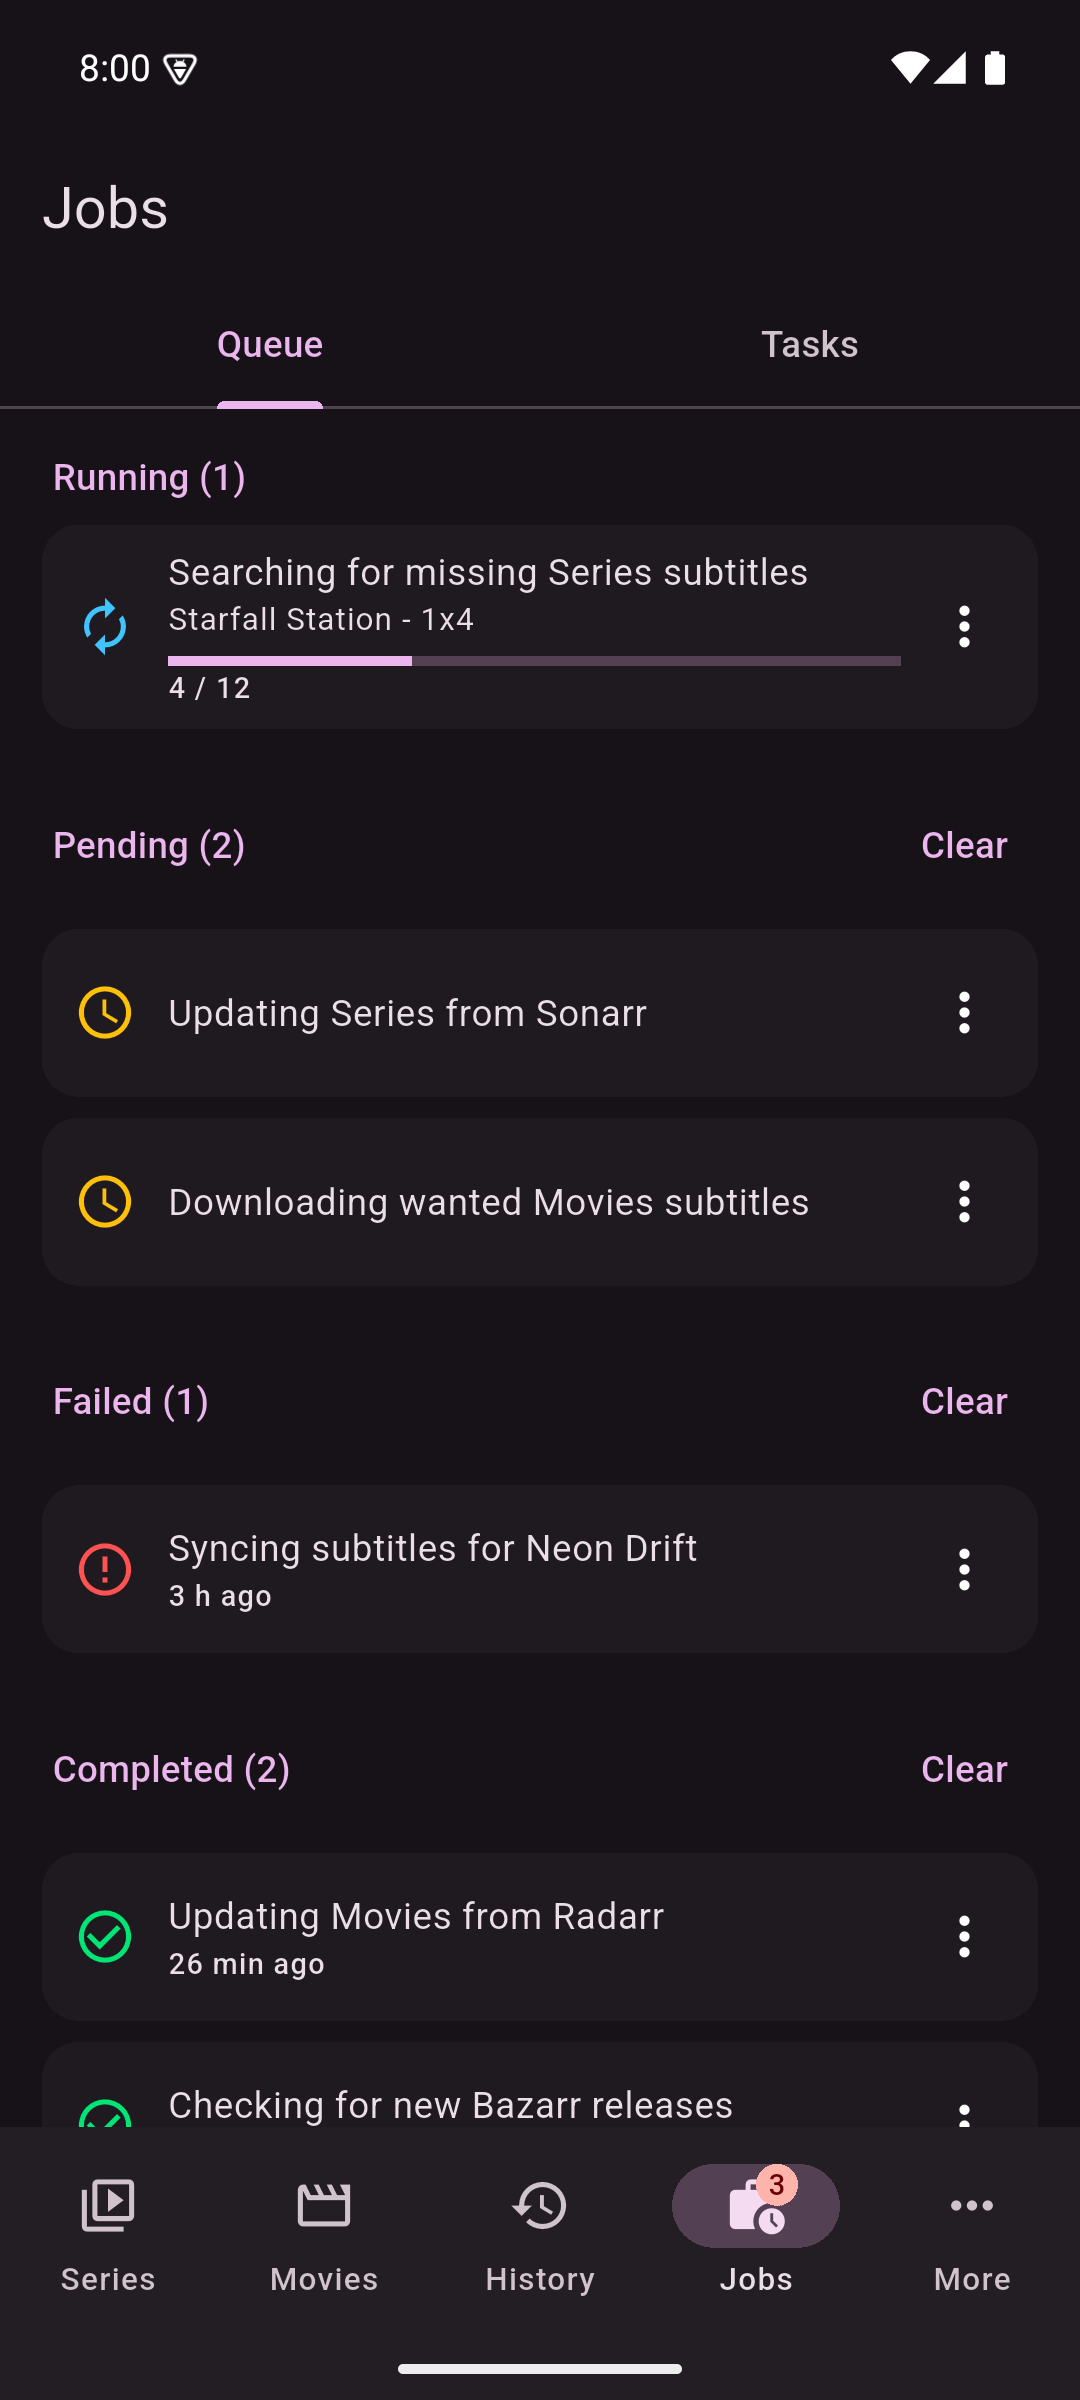 8:00
Jobs
Queue
Tasks
Running (1)
Searching for missing Series subtitles
Starfall Station - 1x4
4 / 12
Pending (2)
Clear
Updating Series from Sonarr
Downloading wanted Movies subtitles
Failed (1)
Clear
Syncing subtitles for Neon Drift
3 h ago
Completed (2)
Clear
Updating Movies from Radarr
26 min ago
Checking for new Bazarr releases
3
Series
Movies
History
Jobs
More